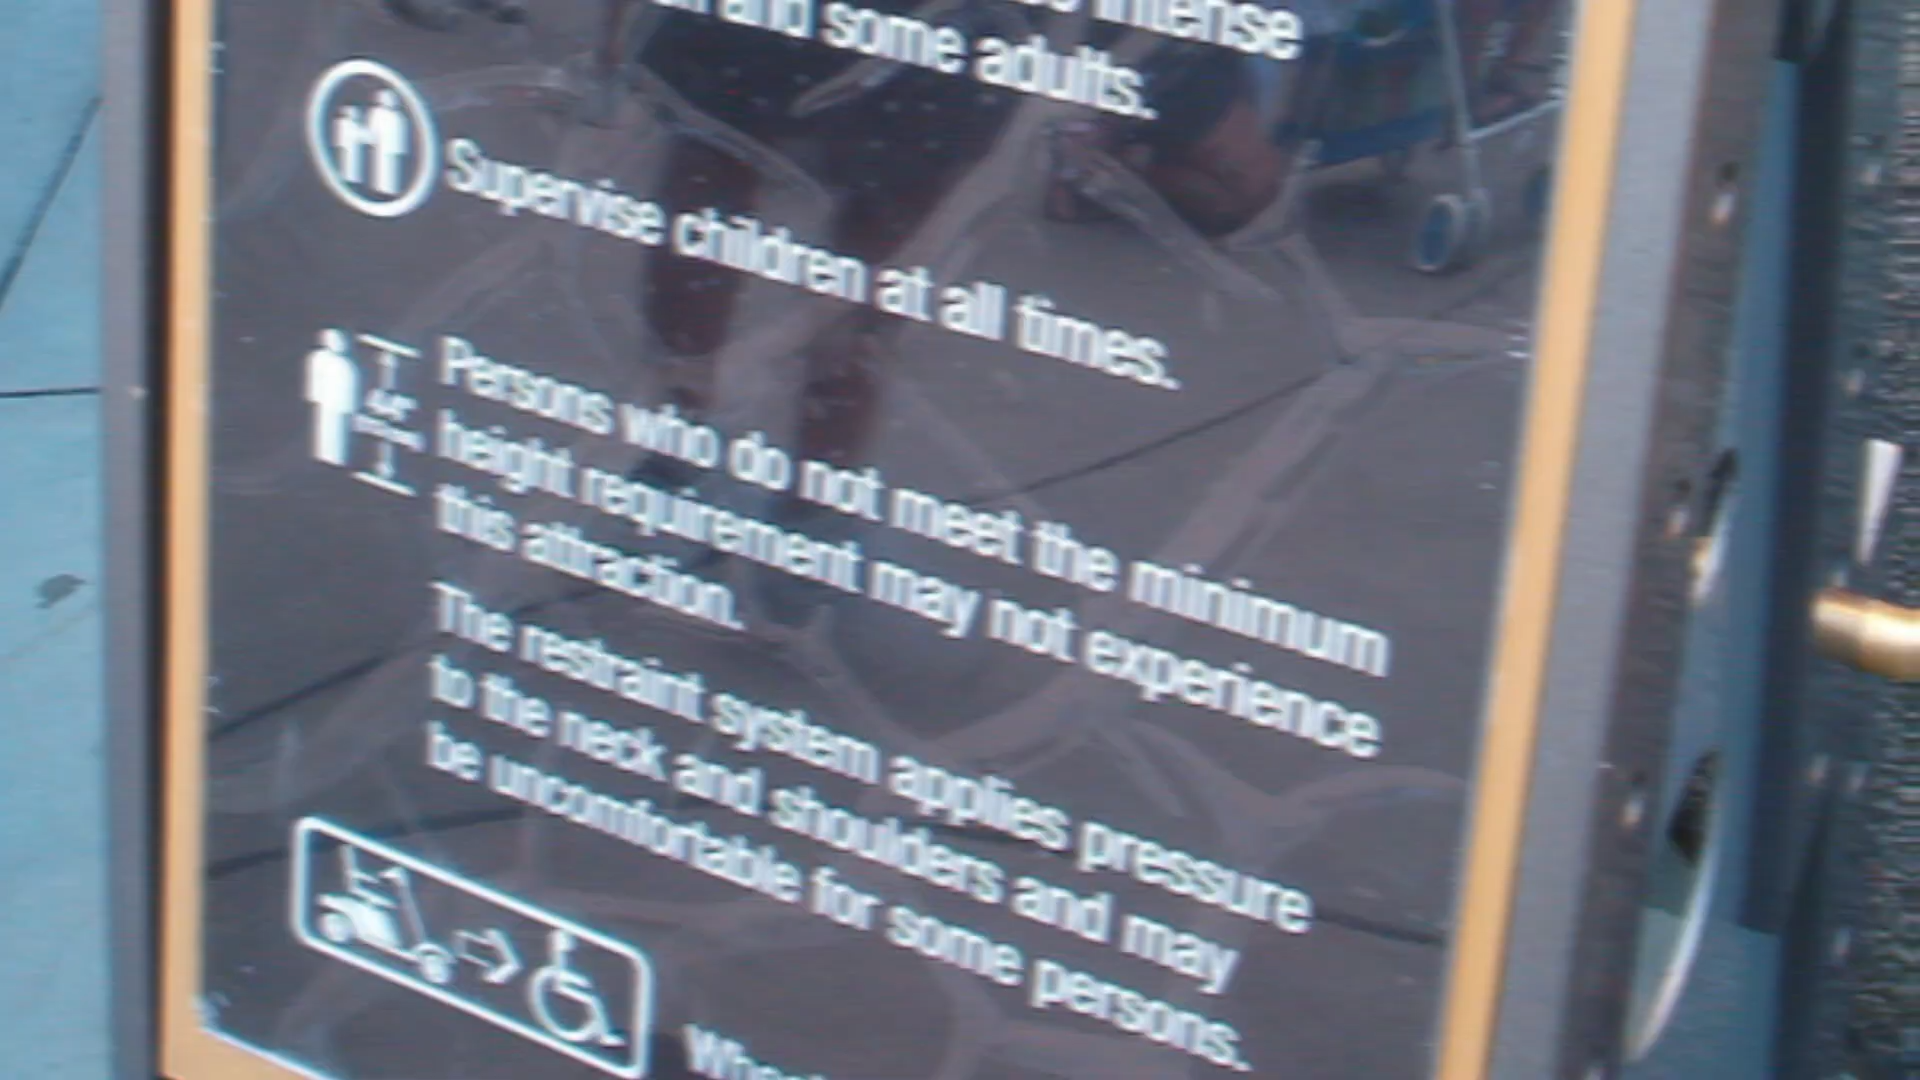 intense
and some adults.
Supervise children at all times.
Persons who do not meet the minimum
height requirement may not experience
this attraction.
The restraint system applies pressure
to the neck and shoulders and may
be uncomfortable for some persons.